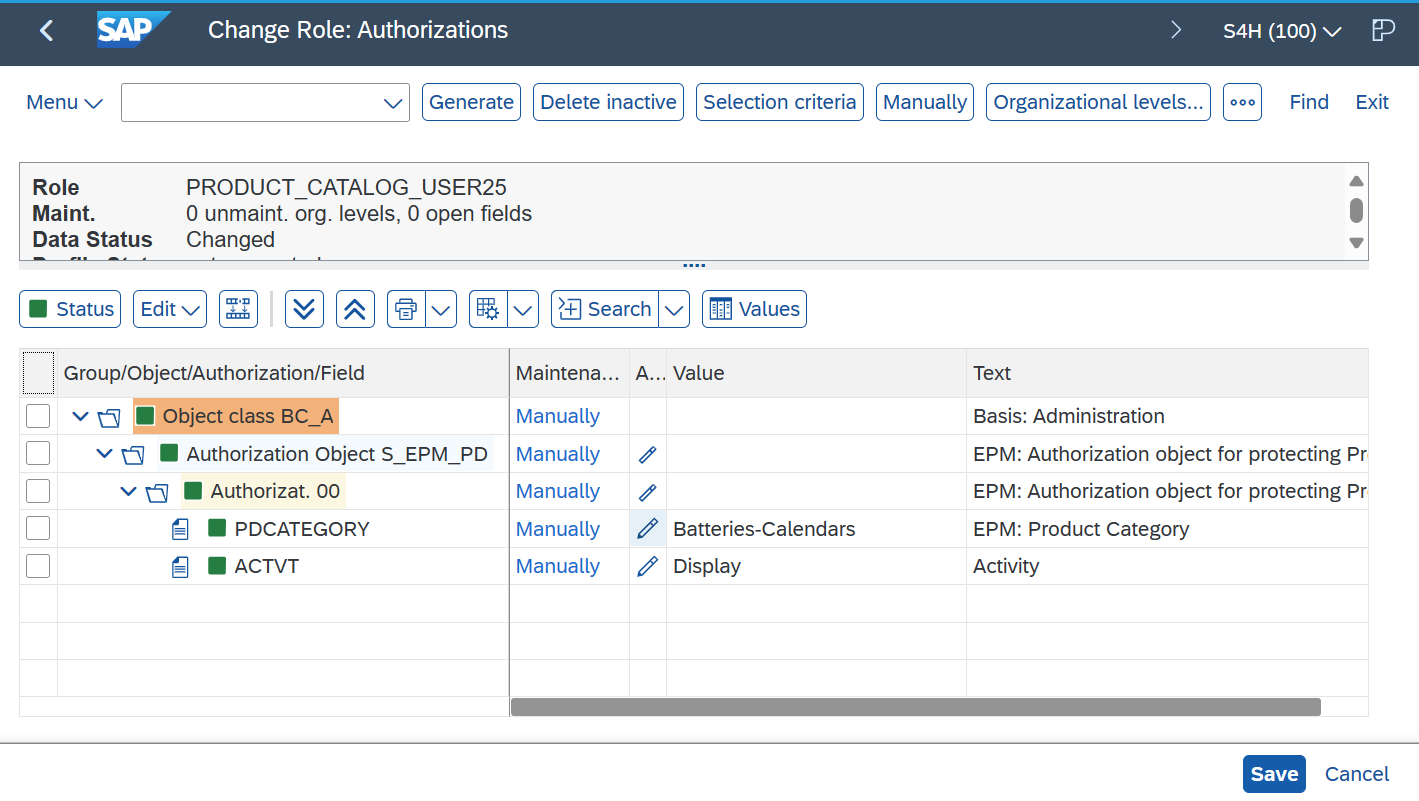 SAP Change Role: Authorizations S4H (100)
Menu Generate Delete inactive Selection criteria Manually Organizational levels... Find Exit
Role PRODUCT_CATALOG_USER25
Maint. 0 unmaint. org. levels, 0 open fields
Data Status Changed
Status Edit Search Values
Group/Object/Authorization/Field Maintena... A... Value Text
Object class BC_A Manually Basis: Administration
Authorization Object S_EPM_PD Manually EPM: Authorization object for protecting Pr
Authorizat. 00 Manually EPM: Authorization object for protecting Pr
PDCATEGORY Manually Batteries-Calendars EPM: Product Category
ACTVT Manually Display Activity
Save Cancel